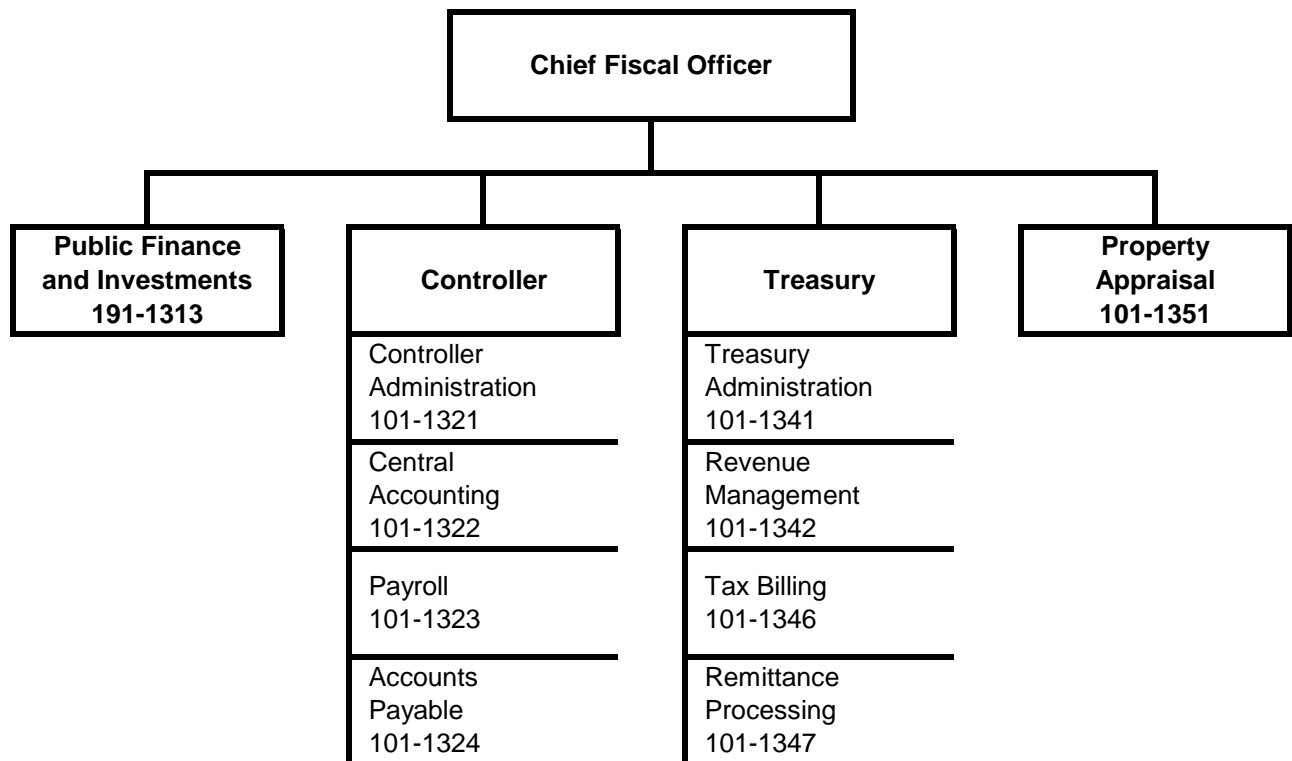 Chief Fiscal Officer
Public Finance
and Investments
191-1313
Controller
Treasury
Property
Appraisal
101-1351
Controller
Administration
101-1321
Central
Accounting
101-1322
Payroll
101-1323
Accounts
Payable
101-1324
Treasury
Administration
101-1341
Revenue
Management
101-1342
Tax Billing
101-1346
Remittance
Processing
101-1347